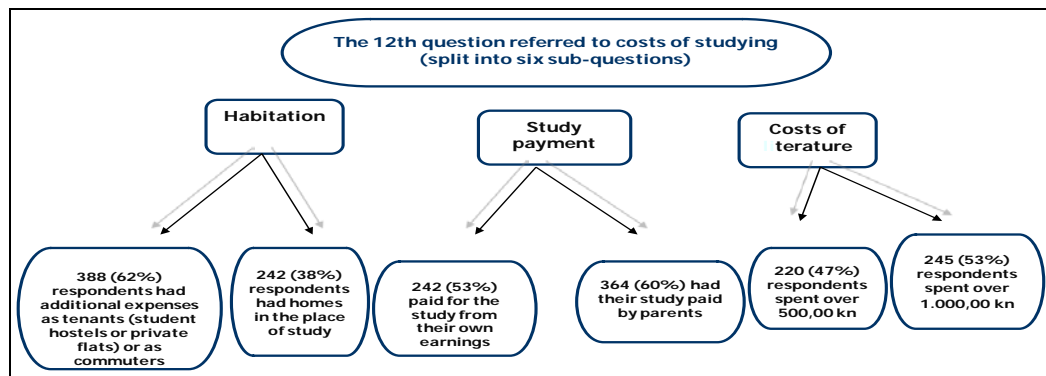 The 12th question referred to costs of studying
(split into six sub-questions)
Habitation
Study
payment
Costs of
terature
388 (62%)
respondents had
additional expenses
as tenants (student
hostels or private
flats) or as
commuters
242 (38%)
respondents
had homes
in the place
of study
242 (53%)
paid for the
study from
their own
earnings
364 (60%) had
their study paid
by parents
220 (47%)
respondents
spent over
500,00 kn
245 (53%)
respondents
spent over
1.000,00 kn